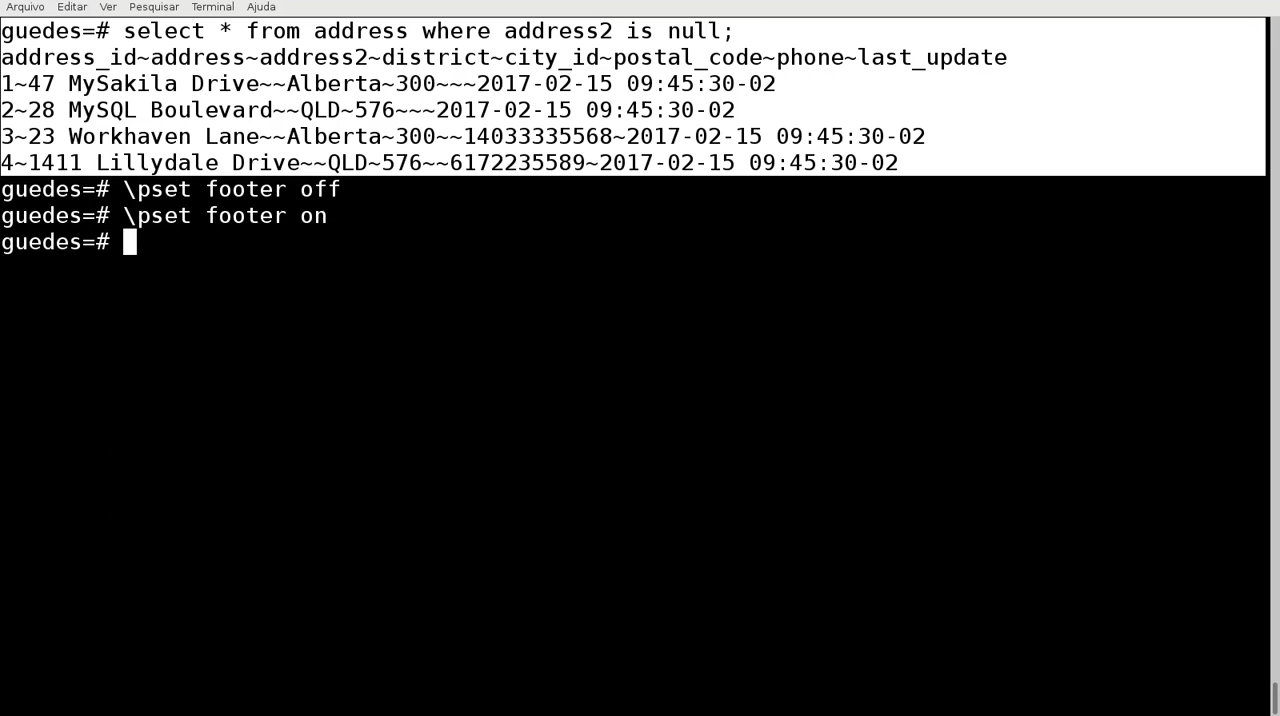 Arquivo Editar Ver Pesquisar Terminal Ajuda
guedes=# select * from address where address2 is null;
address_id~address~address2~district~city_id~postal_code~phone~last_update
1~47 MySakila Drive~~Alberta~300~~~2017-02-15 09:45:30-02
2~28 MySQL Boulevard~~QLD~576~~~2017-02-15 09:45:30-02
3~23 Workhaven Lane~~Alberta~300~~14033335568~2017-02-15 09:45:30-02
4~1411 Lillydale Drive~~QLD~576~~6172235589~2017-02-15 09:45:30-02
guedes=# \pset footer off
guedes=# \pset footer on
guedes=#